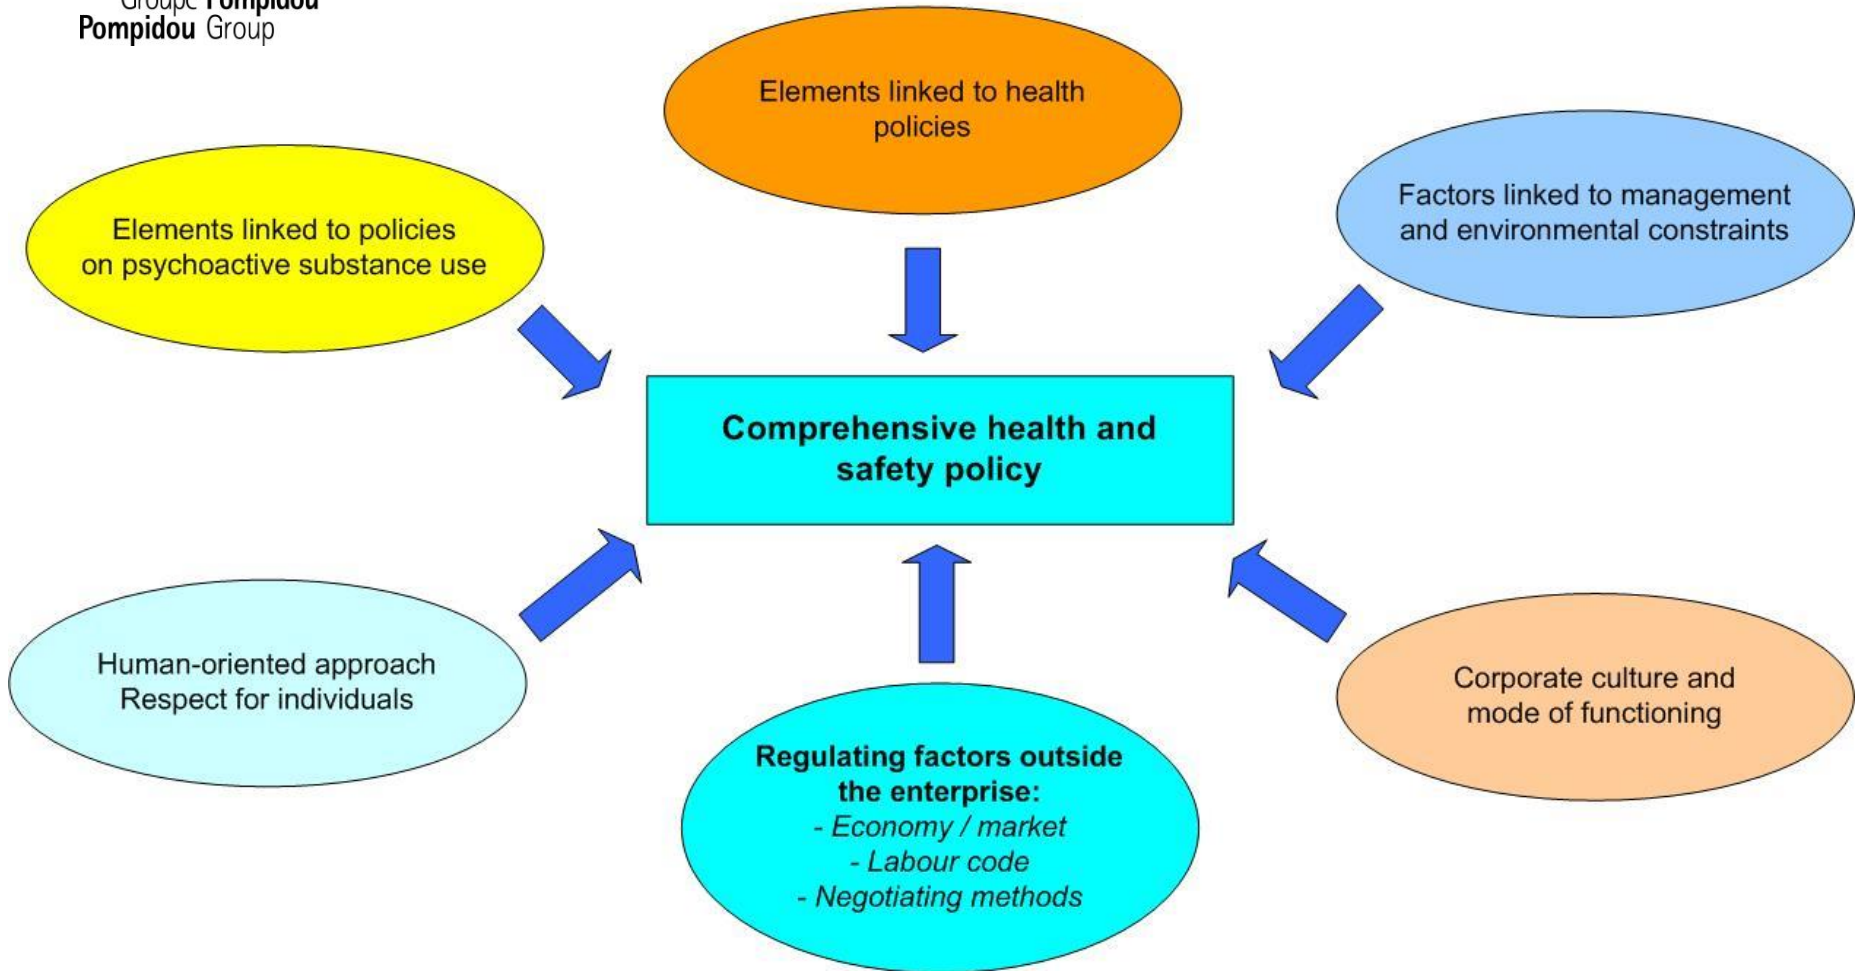 Groupe Pompidou
Pompidou Group
Elements linked to health
policies
Elements linked to policies
on psychoactive substance use
Factors linked to management
and environmental constraints
Comprehensive health and
safety policy
Human-oriented approach
Respect for individuals
Regulating factors outside
the enterprise:
- Economy / market
- Labour code
- Negotiating methods
Corporate culture and
mode of functioning